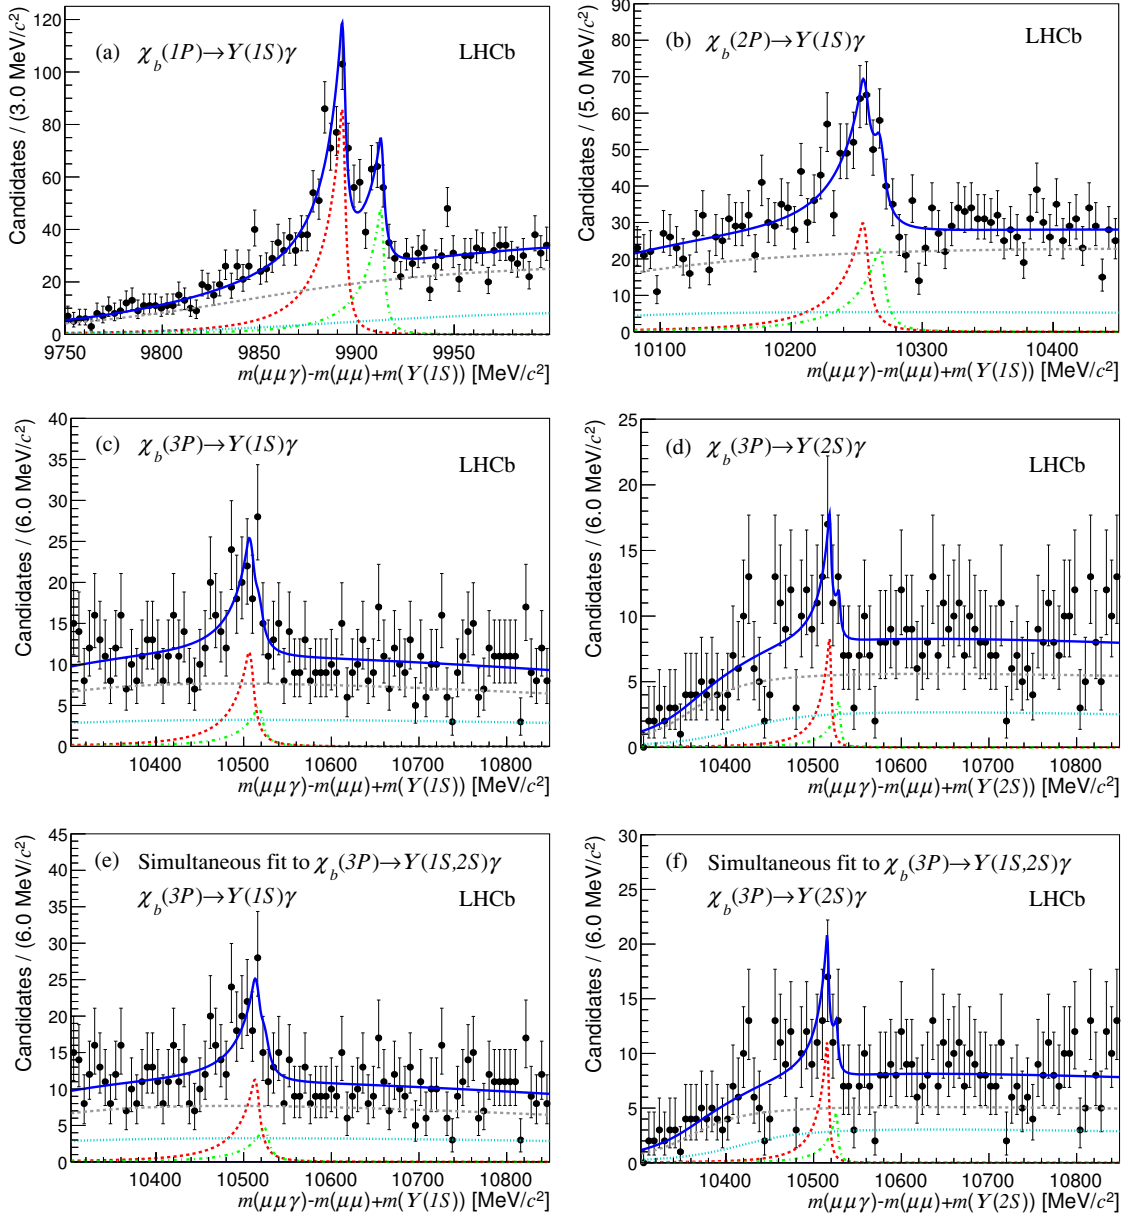 Candidates / (3.0 MeV/c²)
(a) χ_b(1P)→Υ(1S)γ
LHCb
0 20 40 60 80 100 120
9750 9800 9850 9900 9950
m(μμγ)-m(μμ)+m(Υ(1S)) [MeV/c²]
Candidates / (5.0 MeV/c²)
(b) χ_b(2P)→Υ(1S)γ
LHCb
0 10 20 30 40 50 60 70 80 90
10100 10200 10300 10400
m(μμγ)-m(μμ)+m(Υ(1S)) [MeV/c²]
Candidates / (6.0 MeV/c²)
(c) χ_b(3P)→Υ(1S)γ
LHCb
0 5 10 15 20 25 30 35 40
10400 10500 10600 10700 10800
m(μμγ)-m(μμ)+m(Υ(1S)) [MeV/c²]
Candidates / (6.0 MeV/c²)
(d) χ_b(3P)→Υ(2S)γ
LHCb
0 5 10 15 20 25
10400 10500 10600 10700 10800
m(μμγ)-m(μμ)+m(Υ(2S)) [MeV/c²]
Candidates / (6.0 MeV/c²)
(e) Simultaneous fit to χ_b(3P)→Υ(1S,2S)γ
χ_b(3P)→Υ(1S)γ
LHCb
0 5 10 15 20 25 30 35 40 45
10400 10500 10600 10700 10800
m(μμγ)-m(μμ)+m(Υ(1S)) [MeV/c²]
Candidates / (6.0 MeV/c²)
(f) Simultaneous fit to χ_b(3P)→Υ(1S,2S)γ
χ_b(3P)→Υ(2S)γ
LHCb
0 5 10 15 20 25 30
10400 10500 10600 10700 10800
m(μμγ)-m(μμ)+m(Υ(2S)) [MeV/c²]